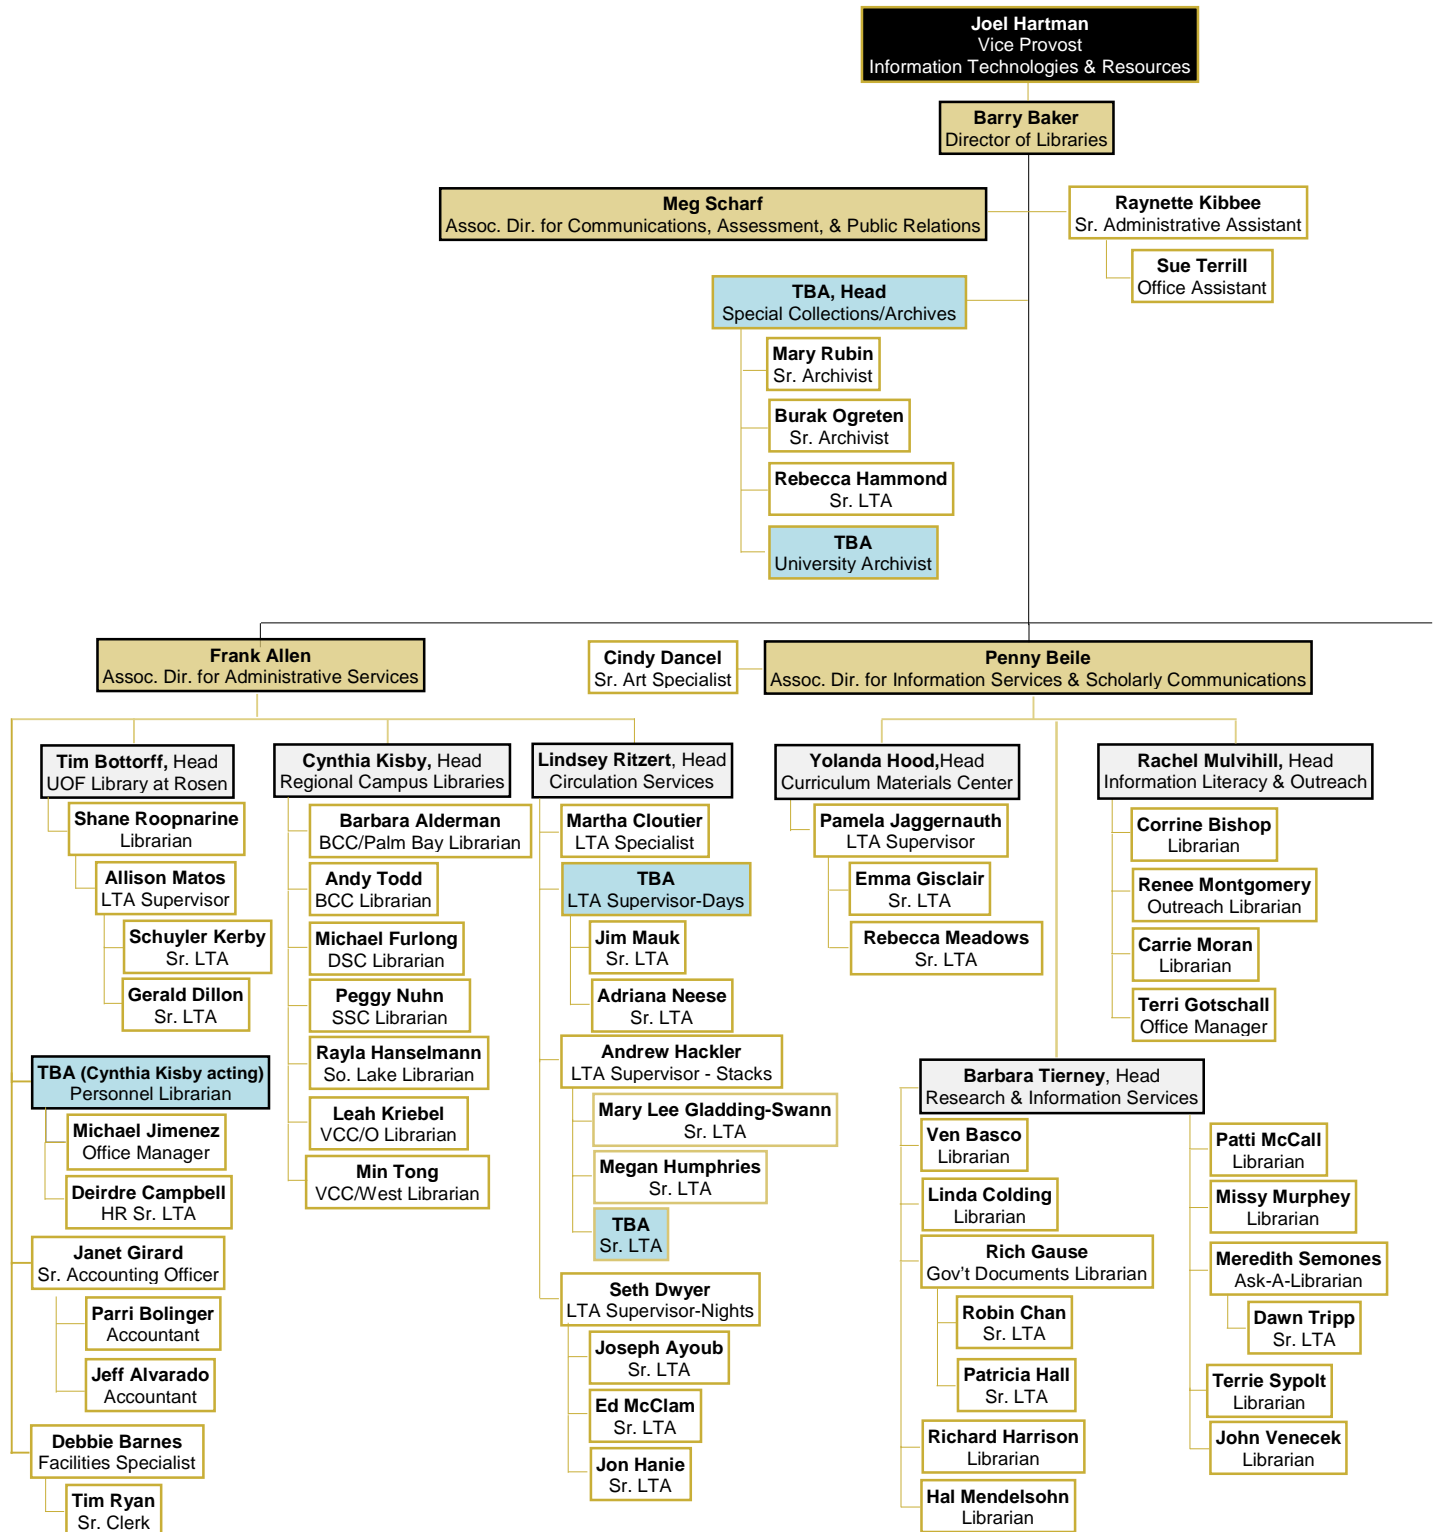 Joel Hartman
Vice Provost
Information Technologies & Resources
Barry Baker
Director of Libraries
Meg Scharf
Assoc. Dir. for Communications, Assessment, & Public Relations
Raynette Kibbee
Sr. Administrative Assistant
Sue Terrill
Office Assistant
TBA, Head
Special Collections/Archives
Mary Rubin
Sr. Archivist
Burak Ogreten
Sr. Archivist
Rebecca Hammond
Sr. LTA
TBA
University Archivist
Frank Allen
Assoc. Dir. for Administrative Services
Cindy Dancel
Sr. Art Specialist
Penny Beile
Assoc. Dir. for Information Services & Scholarly Communications
Tim Bottorff, Head
UOF Library at Rosen
Shane Roopnarine
Librarian
Allison Matos
LTA Supervisor
Schuyler Kerby
Sr. LTA
Gerald Dillon
Sr. LTA
TBA (Cynthia Kisby acting)
Personnel Librarian
Michael Jimenez
Office Manager
Deirdre Campbell
HR Sr. LTA
Janet Girard
Sr. Accounting Officer
Parri Bolinger
Accountant
Jeff Alvarado
Accountant
Debbie Barnes
Facilities Specialist
Tim Ryan
Sr. Clerk
Cynthia Kisby, Head
Regional Campus Libraries
Barbara Alderman
BCC/Palm Bay Librarian
Andy Todd
BCC Librarian
Michael Furlong
DSC Librarian
Peggy Nuhn
SSC Librarian
Rayla Hanselmann
So. Lake Librarian
Leah Kriebel
VCC/O Librarian
Min Tong
VCC/West Librarian
Lindsey Ritzert, Head
Circulation Services
Martha Cloutier
LTA Specialist
TBA
LTA Supervisor-Days
Jim Mauk
Sr. LTA
Adriana Neese
Sr. LTA
Andrew Hackler
LTA Supervisor - Stacks
Mary Lee Gladding-Swann
Sr. LTA
Megan Humphries
Sr. LTA
TBA
Sr. LTA
Seth Dwyer
LTA Supervisor-Nights
Joseph Ayoub
Sr. LTA
Ed McClam
Sr. LTA
Jon Hanie
Sr. LTA
Yolanda Hood,Head
Curriculum Materials Center
Pamela Jaggernauth
LTA Supervisor
Emma Gisclair
Sr. LTA
Rebecca Meadows
Sr. LTA
Rachel Mulvihill, Head
Information Literacy & Outreach
Corrine Bishop
Librarian
Renee Montgomery
Outreach Librarian
Carrie Moran
Librarian
Terri Gotschall
Office Manager
Barbara Tierney, Head
Research & Information Services
Ven Basco
Librarian
Linda Colding
Librarian
Rich Gause
Gov't Documents Librarian
Robin Chan
Sr. LTA
Patricia Hall
Sr. LTA
Richard Harrison
Librarian
Hal Mendelsohn
Librarian
Patti McCall
Librarian
Missy Murphey
Librarian
Meredith Semones
Ask-A-Librarian
Dawn Tripp
Sr. LTA
Terrie Sypolt
Librarian
John Venecek
Librarian